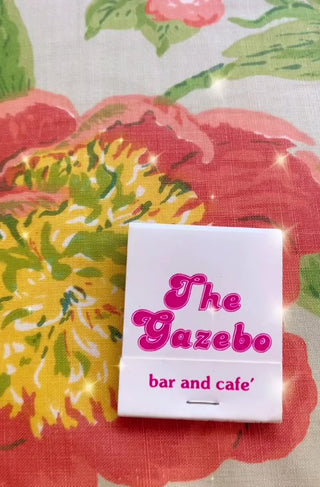 The
Gazebo
bar and cafe'